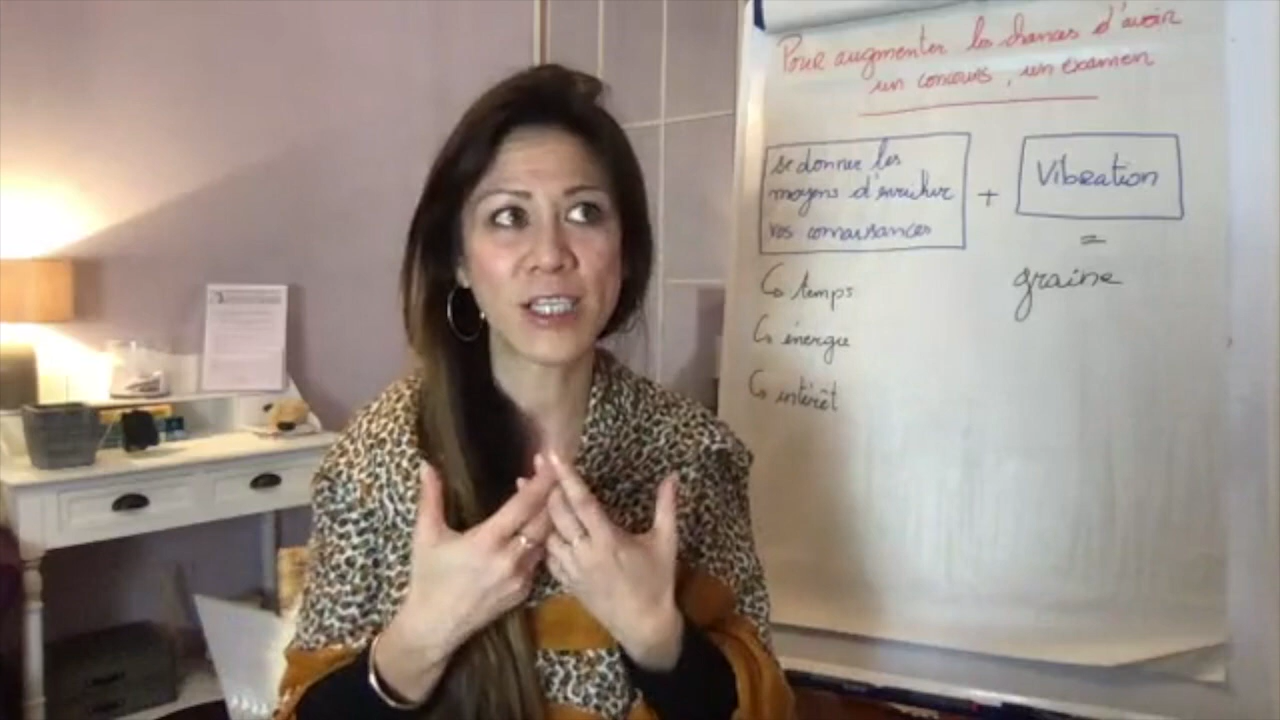 Pour augmenter les chances d'avoir
un concours, un examen
se donner les
moyens d'enrichir
vos connaissances
+
Vibration
=
graine
↳ temps
↳ énergie
↳ intérêt